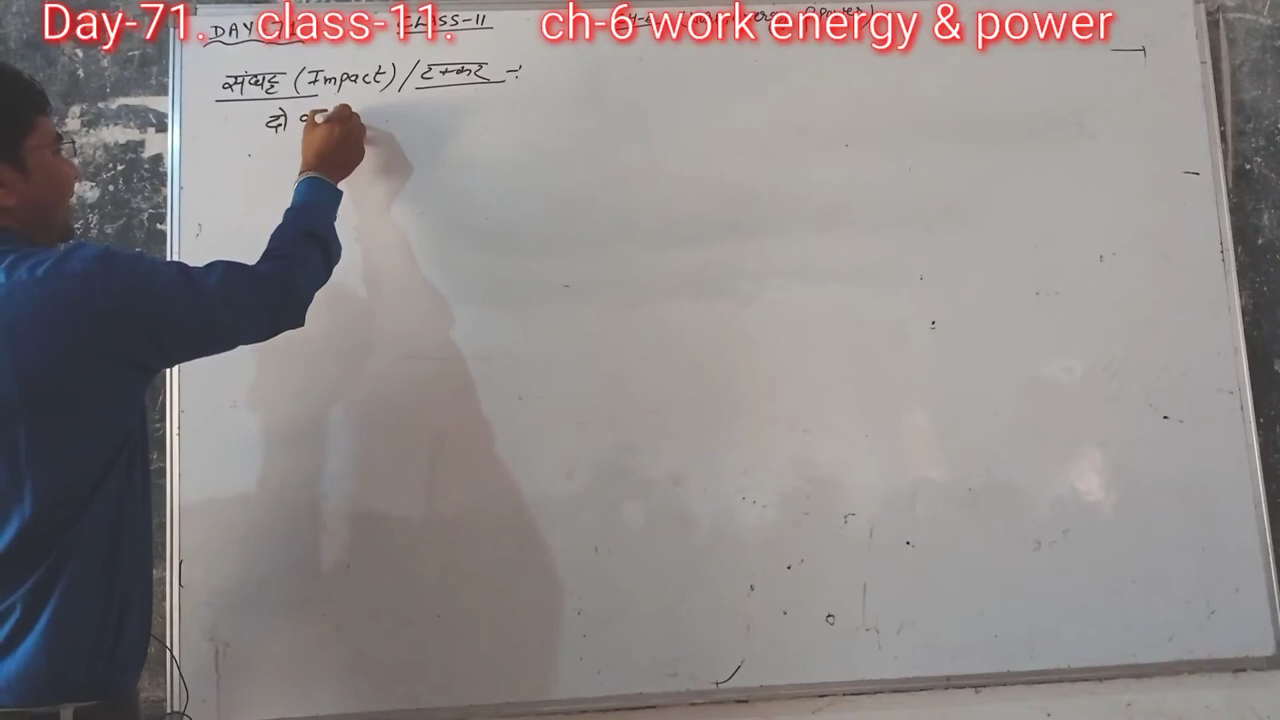 Day-71. class-11. ch-6 work energy & power
DAY CLASS-11
संघट्ट (Impact) / टक्कर :-
दो